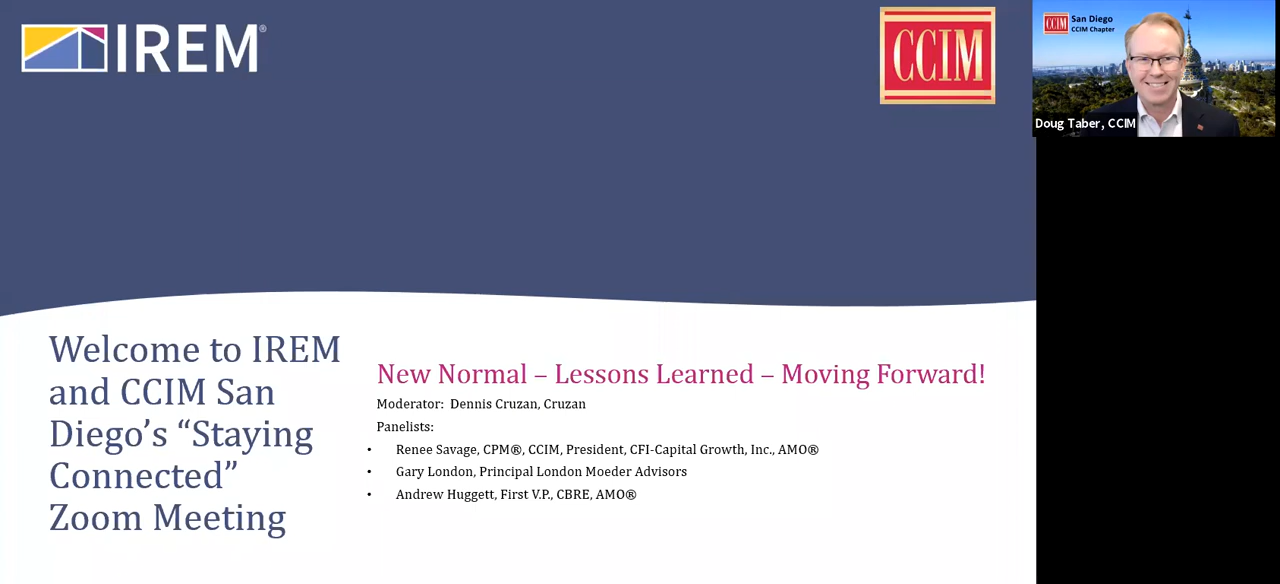 IREM®
CCIM
CCIM San Diego
CCIM Chapter
Doug Taber, CCIM
Welcome to IREM
and CCIM San
Diego’s “Staying
Connected”
Zoom Meeting
New Normal – Lessons Learned – Moving Forward!
Moderator: Dennis Cruzan, Cruzan
Panelists:
• Renee Savage, CPM®, CCIM, President, CFI-Capital Growth, Inc., AMO®
• Gary London, Principal London Moeder Advisors
• Andrew Huggett, First V.P., CBRE, AMO®